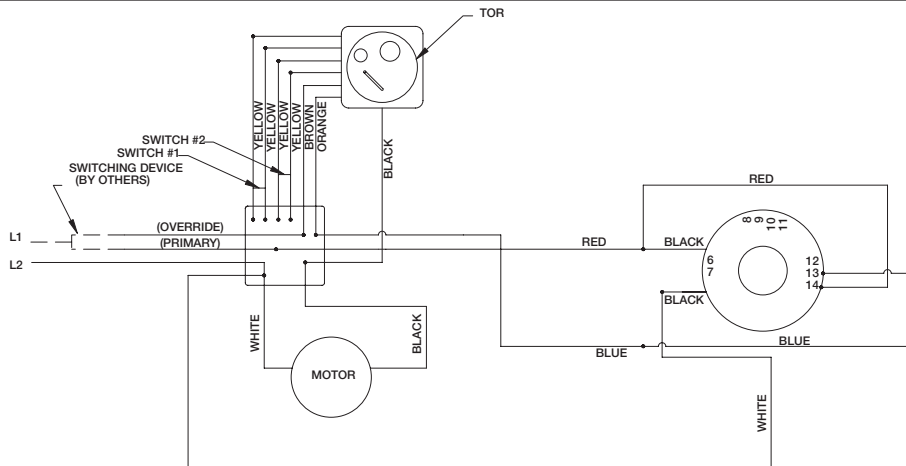 TOR
YELLOW
YELLOW
YELLOW
YELLOW
BROWN
ORANGE
BLACK
SWITCH #2
SWITCH #1
SWITCHING DEVICE
(BY OTHERS)
L1
(OVERRIDE)
(PRIMARY)
L2
RED
RED
BLACK
8
9
10
11
6
7
12
13
14
BLACK
WHITE
BLACK
MOTOR
BLUE
BLUE
WHITE